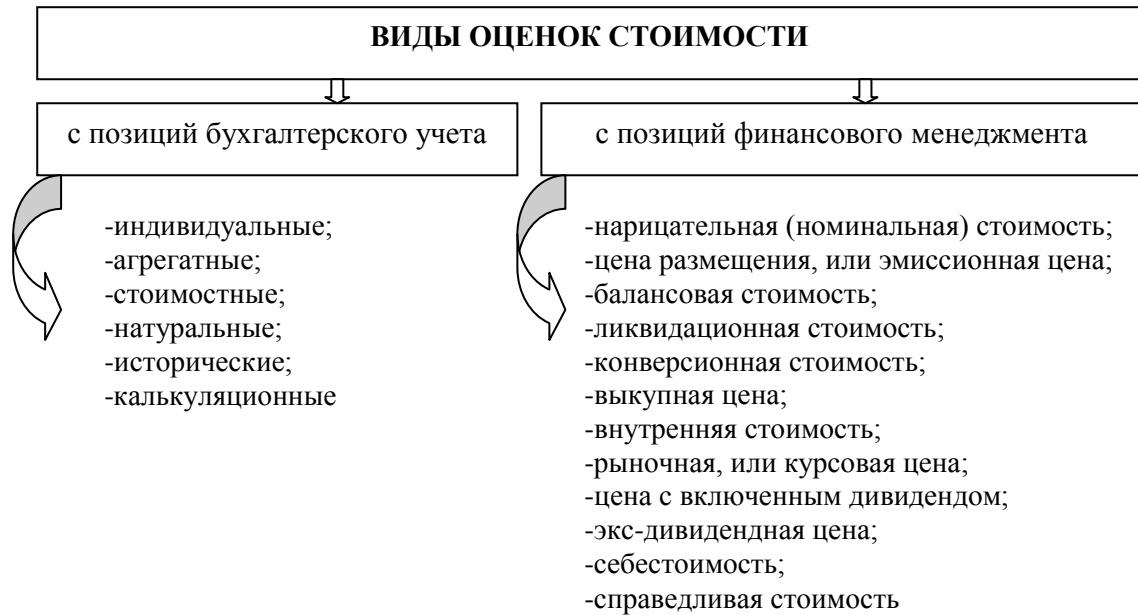 ВИДЫ ОЦЕНОК СТОИМОСТИ
с позиций бухгалтерского учета
-индивидуальные;
-агрегатные;
-стоимостные;
-натуральные;
-исторические;
-калькуляционные
с позиций финансового менеджмента
-нарицательная (номинальная) стоимость;
-цена размещения, или эмиссионная цена;
-балансовая стоимость;
-ликвидационная стоимость;
-конверсионная стоимость;
-выкупная цена;
-внутренняя стоимость;
-рыночная, или курсовая цена;
-цена с включенным дивидендом;
-экс-дивидендная цена;
-себестоимость;
-справедливая стоимость